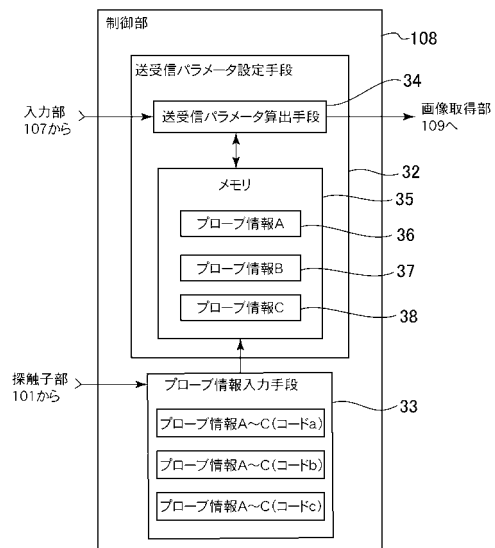 制御部
108
送受信パラメータ設定手段
34
入力部
107から
送受信パラメータ算出手段
画像取得部
109へ
32
メモリ
35
プローブ情報A
36
プローブ情報B
37
プローブ情報C
38
探触子部
101から
プローブ情報入力手段
33
プローブ情報A～C(コードa)
プローブ情報A～C(コードb)
プローブ情報A～C(コードc)